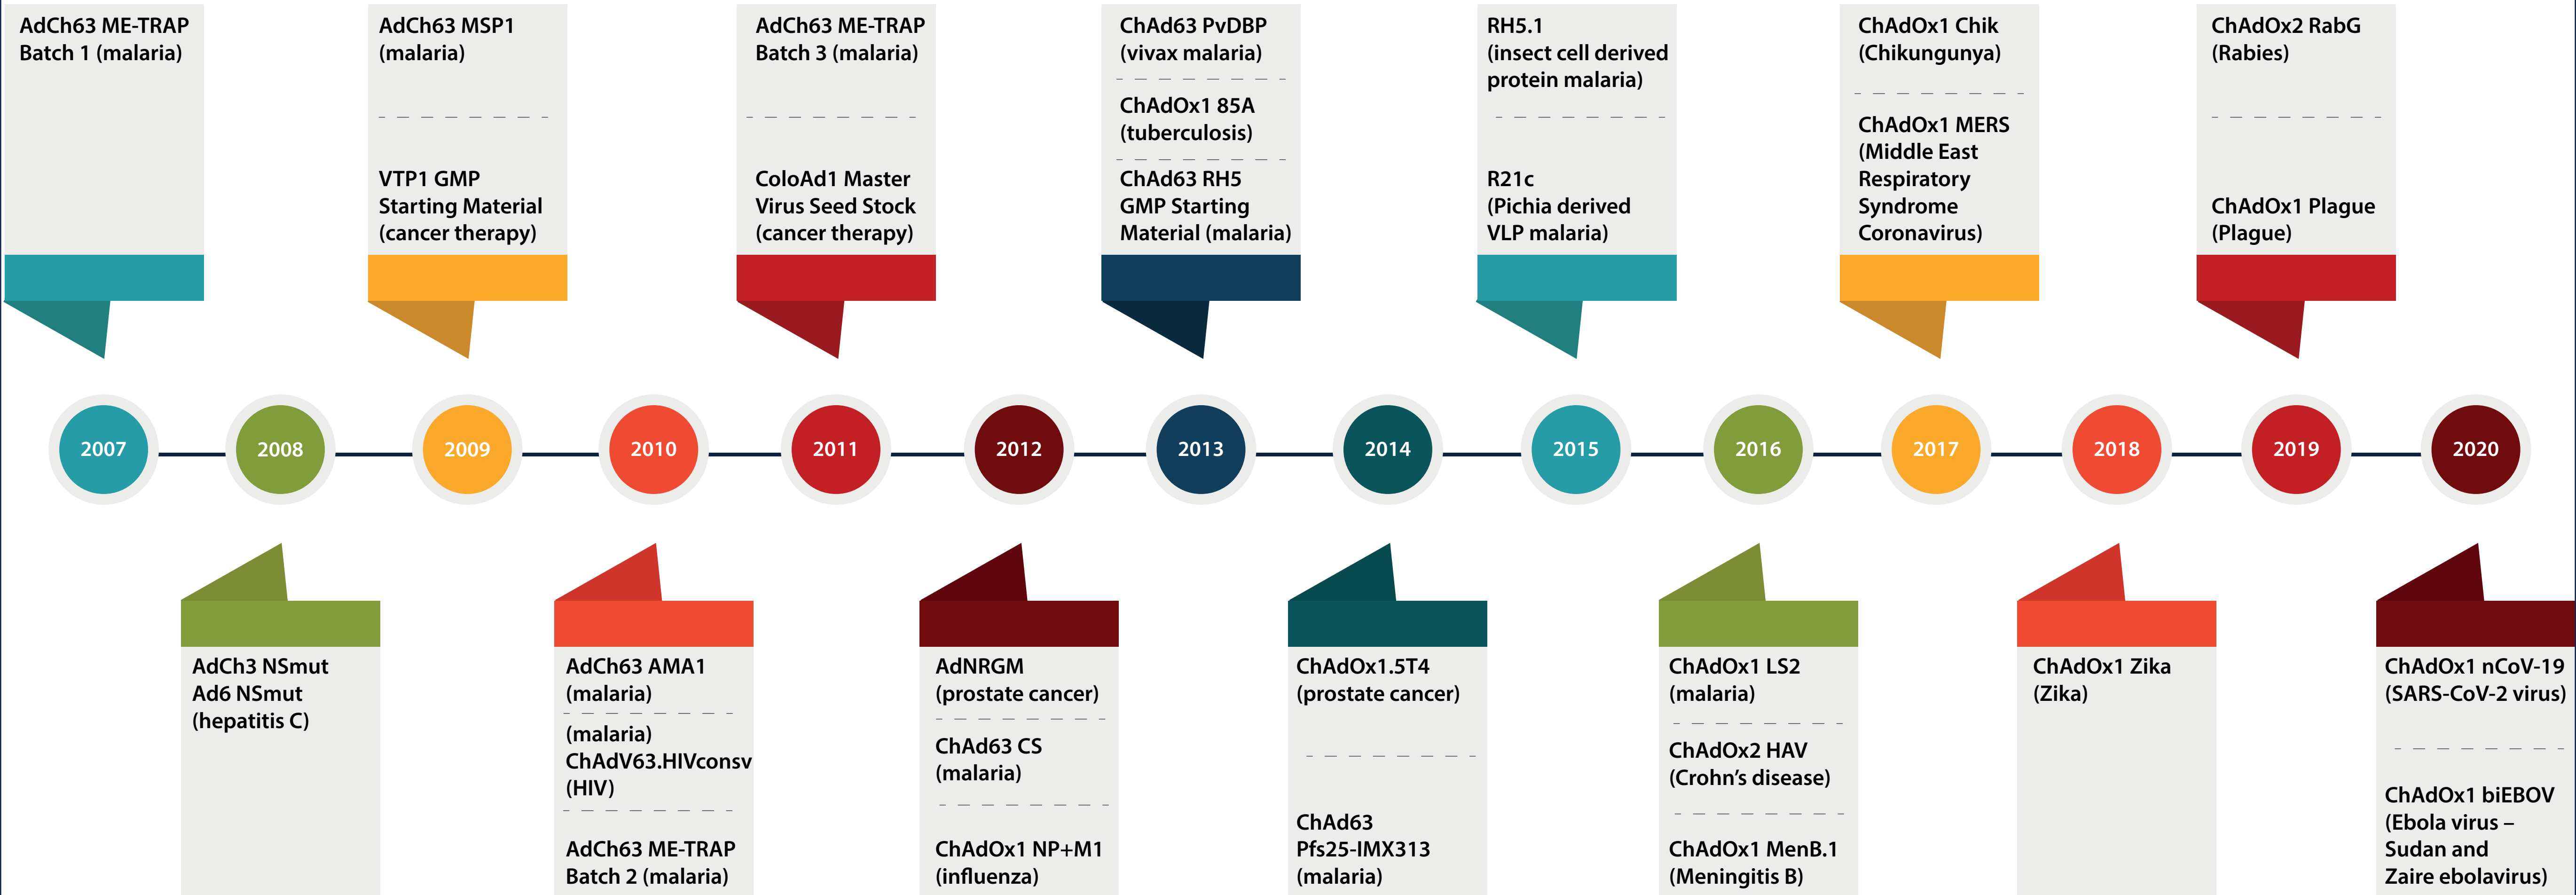 AdCh63 ME-TRAP
Batch 1 (malaria)
AdCh63 MSP1
(malaria)
VTP1 GMP
Starting Material
(cancer therapy)
AdCh63 ME-TRAP
Batch 3 (malaria)
ColoAd1 Master
Virus Seed Stock
(cancer therapy)
ChAd63 PvDBP
(vivax malaria)
ChAdOx1 85A
(tuberculosis)
ChAd63 RH5
GMP Starting
Material (malaria)
RH5.1
(insect cell derived
protein malaria)
R21c
(Pichia derived
VLP malaria)
ChAdOx1 Chik
(Chikungunya)
ChAdOx1 MERS
(Middle East
Respiratory
Syndrome
Coronavirus)
ChAdOx2 RabG
(Rabies)
ChAdOx1 Plague
(Plague)
2007
2008
2009
2010
2011
2012
2013
2014
2015
2016
2017
2018
2019
2020
AdCh3 NSmut
Ad6 NSmut
(hepatitis C)
AdCh63 AMA1
(malaria)
(malaria)
ChAdV63.HIVconsv
(HIV)
AdCh63 ME-TRAP
Batch 2 (malaria)
AdNRGM
(prostate cancer)
ChAd63 CS
(malaria)
ChAdOx1 NP+M1
(influenza)
ChAdOx1.5T4
(prostate cancer)
ChAd63
Pfs25-IMX313
(malaria)
ChAdOx1 LS2
(malaria)
ChAdOx2 HAV
(Crohn’s disease)
ChAdOx1 MenB.1
(Meningitis B)
ChAdOx1 Zika
(Zika)
ChAdOx1 nCoV-19
(SARS-CoV-2 virus)
ChAdOx1 biEBOV
(Ebola virus –
Sudan and
Zaire ebolavirus)